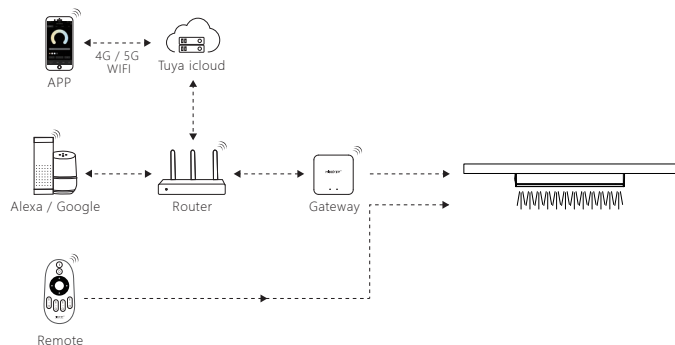 4G / 5G
WIFI
APP
Tuya icloud
Alexa / Google
Router
Gateway
Remote